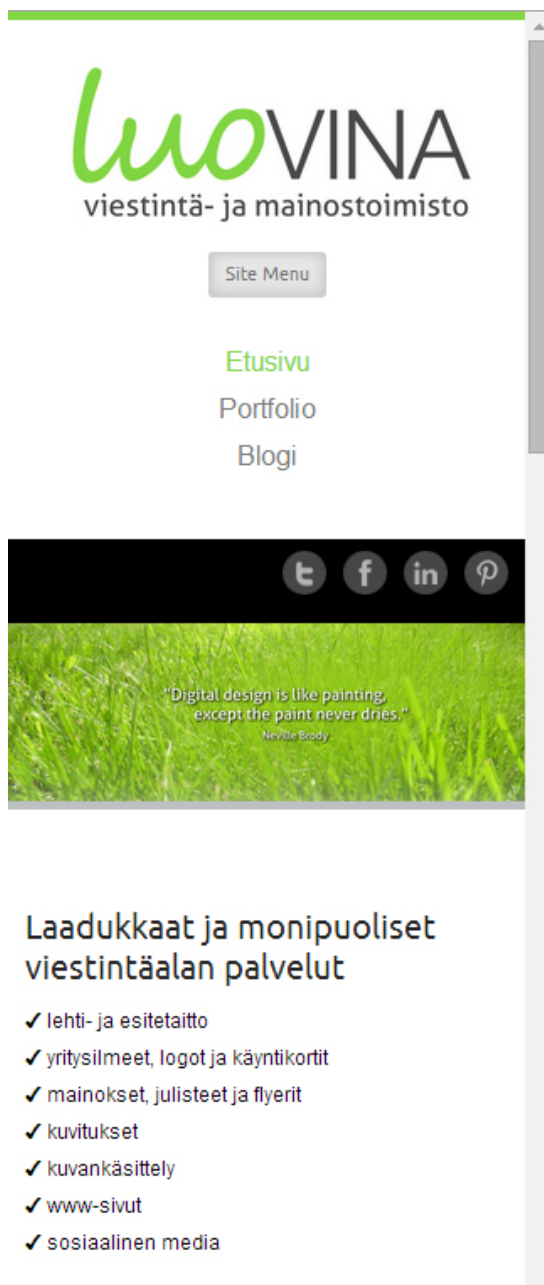 luoVINA
viestintä- ja mainostoimisto
Site Menu
Etusivu
Portfolio
Blogi
"Digital design is like painting,
except the paint never dries."
Neville Brody
Laadukkaat ja monipuoliset
viestintäalan palvelut
✓ lehti- ja esitetaitto
✓ yritysilmeet, logot ja käyntikortit
✓ mainokset, julisteet ja flyerit
✓ kuvitukset
✓ kuvankäsittely
✓ www-sivut
✓ sosiaalinen media